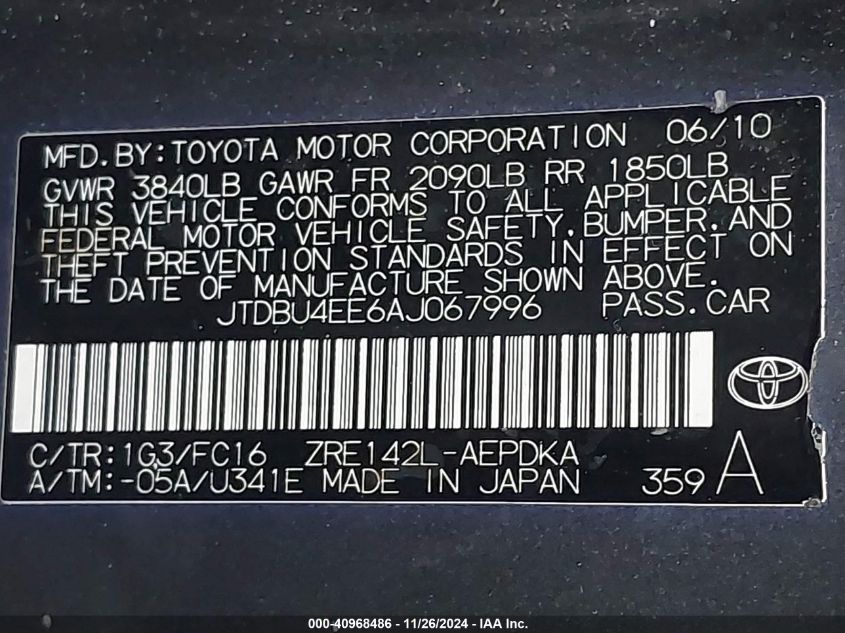 MFD.BY:TOYOTA MOTOR CORPORATION 06/10
GVWR 3840LB GAWR FR 2090LB RR 1850LB
THIS VEHICLE CONFORMS TO ALL APPLICABLE
FEDERAL MOTOR VEHICLE SAFETY,BUMPER,AND
THEFT PREVENTION STANDARDS IN EFFECT ON
THE DATE OF MANUFACTURE SHOWN ABOVE.
JTDBU4EE6AJ067996 PASS.CAR
C/TR:1G3/FC16 ZRE142L-AEPDKA
A/TM:-05A/U341E MADE IN JAPAN 359 A
000-40968486 - 11/26/2024 - IAA Inc.